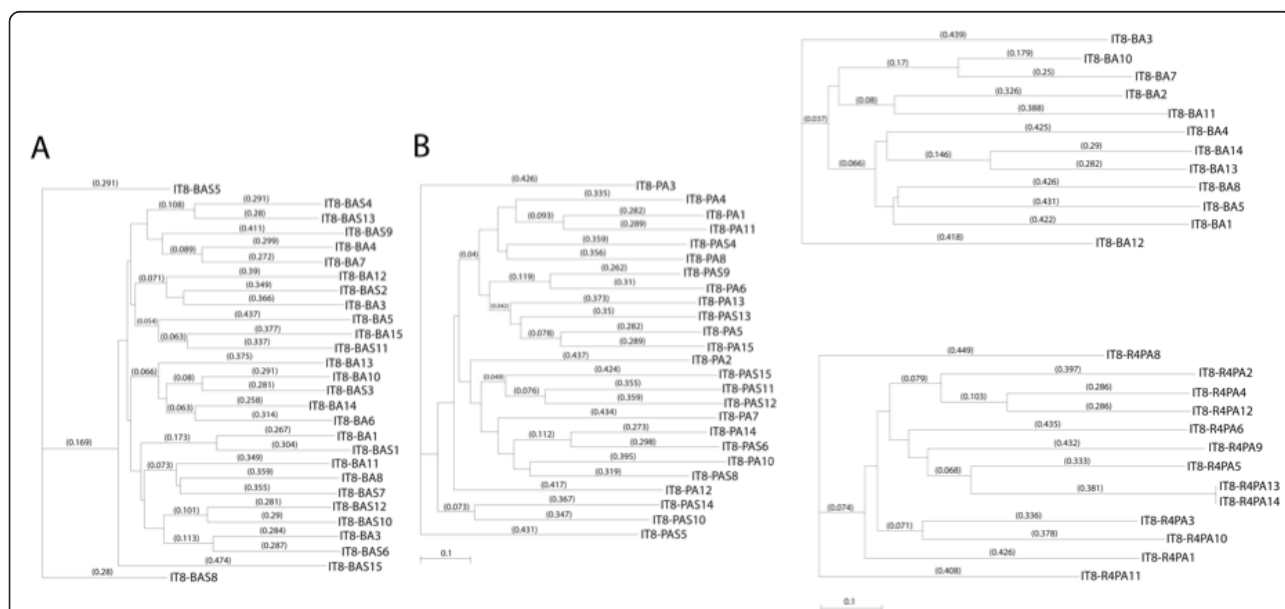 A
(0.291)
IT8-BAS5
(0.291)
IT8-BAS4
(0.108)
(0.28)
IT8-BAS13
(0.411)
IT8-BAS9
(0.299)
IT8-BA4
(0.089)
(0.272)
IT8-BA7
(0.39)
IT8-BA12
(0.071)
(0.349)
IT8-BAS2
(0.366)
IT8-BA3
(0.437)
IT8-BA5
(0.054)
(0.377)
IT8-BA15
(0.063)
(0.337)
IT8-BAS11
(0.375)
IT8-BA13
(0.066)
(0.291)
IT8-BA10
(0.08)
(0.281)
IT8-BAS3
(0.258)
IT8-BA14
(0.063)
(0.314)
IT8-BA6
(0.169)
(0.267)
IT8-BA1
(0.173)
(0.304)
IT8-BAS1
(0.349)
IT8-BA11
(0.073)
(0.359)
IT8-BA8
(0.355)
IT8-BAS7
(0.281)
IT8-BAS12
(0.101)
(0.29)
IT8-BAS10
(0.284)
IT8-BA3
(0.113)
(0.287)
IT8-BAS6
(0.474)
IT8-BAS15
(0.28)
IT8-BAS8
B
(0.426)
IT8-PA3
(0.335)
IT8-PA4
(0.282)
IT8-PA1
(0.093)
(0.289)
IT8-PA11
(0.359)
IT8-PAS4
(0.04)
(0.356)
IT8-PA8
(0.262)
IT8-PAS9
(0.119)
(0.31)
IT8-PA6
(0.373)
IT8-PA13
(0.042)
(0.35)
IT8-PAS13
(0.282)
IT8-PA5
(0.078)
(0.289)
IT8-PA15
(0.437)
IT8-PA2
(0.424)
IT8-PAS15
(0.049)
(0.355)
IT8-PAS11
(0.076)
(0.359)
IT8-PAS12
(0.434)
IT8-PA7
(0.273)
IT8-PA14
(0.112)
(0.298)
IT8-PAS6
(0.395)
IT8-PA10
(0.319)
IT8-PAS8
(0.417)
IT8-PA12
(0.367)
IT8-PAS14
(0.073)
(0.347)
IT8-PAS10
(0.431)
IT8-PAS5
0.1
(0.439)
IT8-BA3
(0.179)
IT8-BA10
(0.17)
(0.25)
IT8-BA7
(0.326)
IT8-BA2
(0.08)
(0.388)
IT8-BA11
(0.037)
(0.425)
IT8-BA4
(0.29)
IT8-BA14
(0.146)
(0.066)
(0.282)
IT8-BA13
(0.426)
IT8-BA8
(0.431)
IT8-BA5
(0.422)
IT8-BA1
(0.418)
IT8-BA12
(0.449)
IT8-R4PA8
(0.397)
IT8-R4PA2
(0.079)
(0.286)
IT8-R4PA4
(0.103)
(0.286)
IT8-R4PA12
(0.435)
IT8-R4PA6
(0.432)
IT8-R4PA9
(0.333)
IT8-R4PA5
(0.068)
(0.381)
IT8-R4PA13
IT8-R4PA14
(0.074)
(0.336)
IT8-R4PA3
(0.071)
(0.378)
IT8-R4PA10
(0.426)
IT8-R4PA1
(0.408)
IT8-R4PA11
0.1